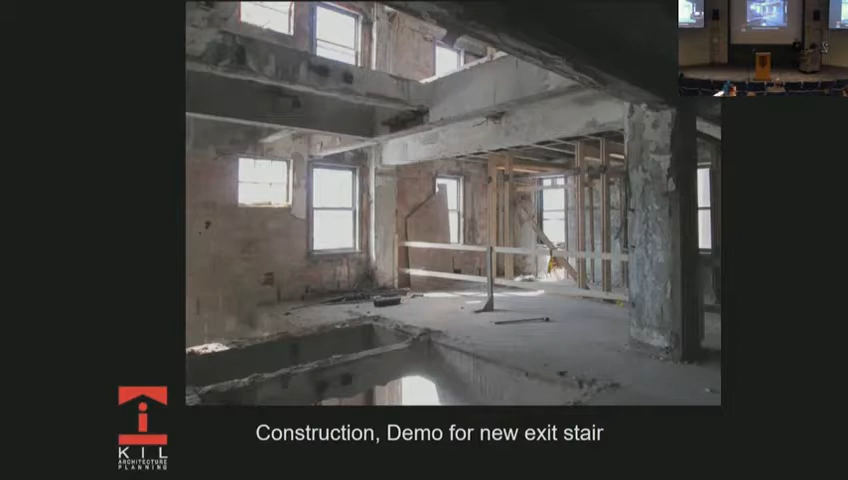 Construction, Demo for new exit stair
KIL
ARCHITECTURE
PLANNING